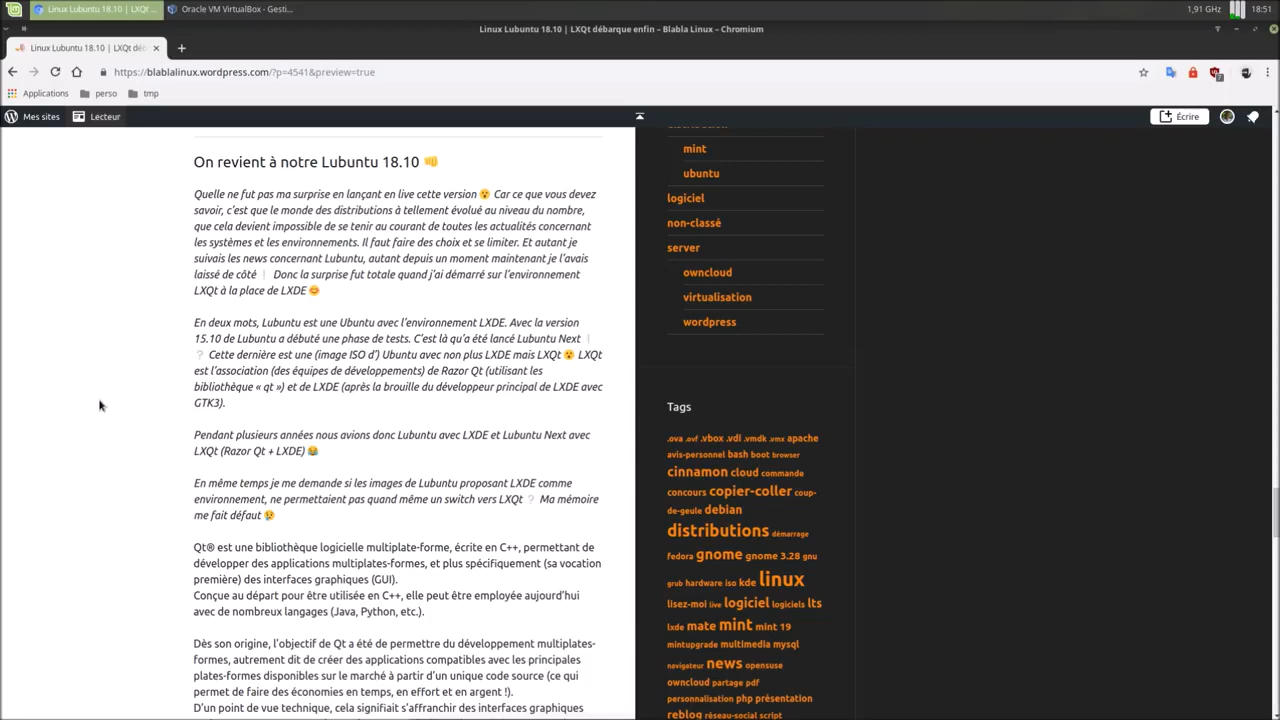 Linux Lubuntu 18.10 | LXQt ...
Oracle VM VirtualBox - Gesti...
1,91 GHz
18:51
Linux Lubuntu 18.10 | LXQt débarque enfin – Blabla Linux – Chromium
Linux Lubuntu 18.10 | LXQt déb
https://blablalinux.wordpress.com/?p=4541&preview=true
Applications
perso
tmp
Mes sites
Lecteur
Écrire
On revient à notre Lubuntu 18.10 👊
Quelle ne fut pas ma surprise en lançant en live cette version 😮 Car ce que vous devez
savoir, c'est que le monde des distributions à tellement évolué au niveau du nombre,
que cela devient impossible de se tenir au courant de toutes les actualités concernant
les systèmes et les environnements. Il faut faire des choix et se limiter. Et autant je
suivais les news concernant Lubuntu, autant depuis un moment maintenant je l'avais
laissé de côté ❕ Donc la surprise fut totale quand j'ai démarré sur l'environnement
LXQt à la place de LXDE 😊
En deux mots, Lubuntu est une Ubuntu avec l'environnement LXDE. Avec la version
15.10 de Lubuntu a débuté une phase de tests. C'est là qu'a été lancé Lubuntu Next ❕
❔ Cette dernière est une (image ISO d') Ubuntu avec non plus LXDE mais LXQt 😮 LXQt
est l'association (des équipes de développements) de Razor Qt (utilisant les
bibliothèque « qt ») et de LXDE (après la brouille du développeur principal de LXDE avec
GTK3).
Pendant plusieurs années nous avions donc Lubuntu avec LXDE et Lubuntu Next avec
LXQt (Razor Qt + LXDE) 😂
En même temps je me demande si les images de Lubuntu proposant LXDE comme
environnement, ne permettaient pas quand même un switch vers LXQt ❔ Ma mémoire
me fait défaut 😢
Qt® est une bibliothèque logicielle multiplate-forme, écrite en C++, permettant de
développer des applications multiplates-formes, et plus spécifiquement (sa vocation
première) des interfaces graphiques (GUI).
Conçue au départ pour être utilisée en C++, elle peut être employée aujourd'hui
avec de nombreux langages (Java, Python, etc.).
Dès son origine, l'objectif de Qt a été de permettre du développement multiplates-
formes, autrement dit de créer des applications compatibles avec les principales
plates-formes disponibles sur le marché à partir d'un unique code source (ce qui
permet de faire des économies en temps, en effort et en argent !).
D'un point de vue technique, cela signifiait s'affranchir des interfaces graphiques
mint
ubuntu
logiciel
non-classé
server
owncloud
virtualisation
wordpress
Tags
.ova .ovf .vbox .vdi .vmdk .vmx apache
avis-personnel bash boot browser
cinnamon cloud commande
concours copier-coller coup-
de-geule debian
distributions démarrage
fedora gnome gnome 3.28 gnu
grub hardware iso kde linux
lisez-moi live logiciel logiciels lts
lxde mate mint mint 19
mintupgrade multimedia mysql
navigateur news opensuse
owncloud partage pdf
personnalisation php présentation
reblog réseau-social script